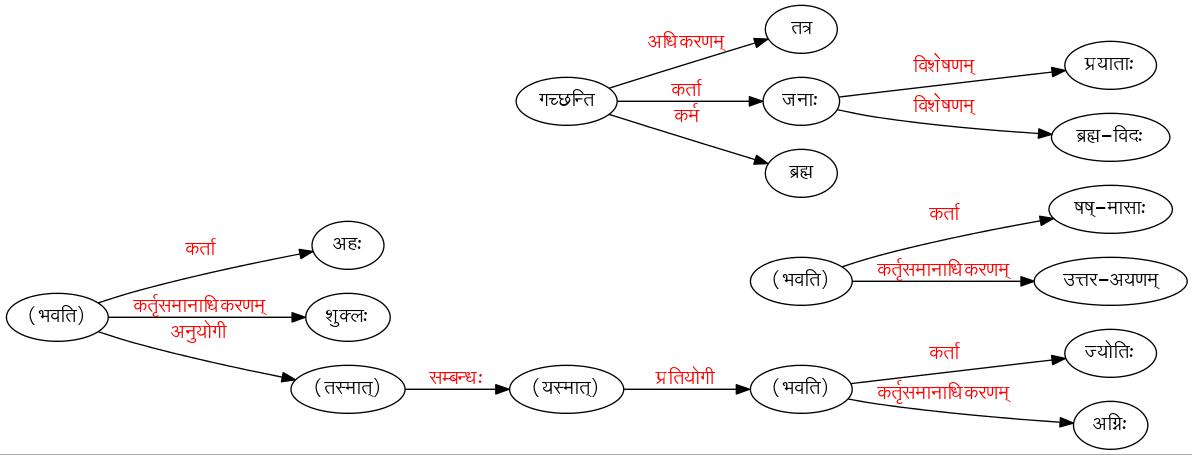 तत्र
अधिकरणम्
विशेषणम्
प्रयाताः
गच्छन्ति
कर्ता
जनाः
कर्म
विशेषणम्
ब्रह्म-विदः
ब्रह्म
कर्ता
षष्-मासाः
कर्ता
अहः
(भवति)
कर्तृसमानाधिकरणम्
उत्तर-अयणम्
(भवति)
कर्तृसमानाधिकरणम्
शुक्लः
अनुयोगी
कर्ता
ज्योतिः
(तस्मात्)
सम्बन्धः
(यस्मात्)
प्रतियोगी
(भवति)
कर्तृसमानाधिकरणम्
अग्निः